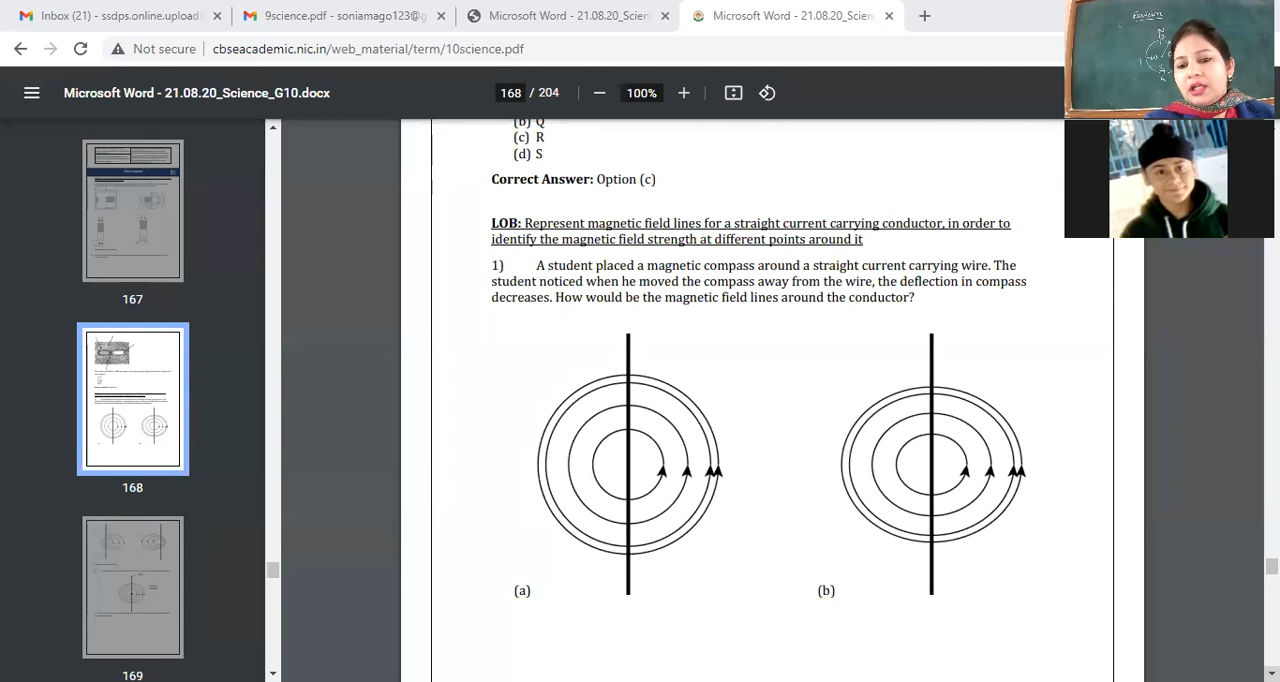 Inbox (21) - ssdps.online.upload
9science.pdf - soniamago123@g
Microsoft Word - 21.08.20_Scien
Microsoft Word - 21.08.20_Scien
Not secure
cbseacademic.nic.in/web_material/term/10science.pdf
Microsoft Word - 21.08.20_Science_G10.docx
168 / 204
100%
(b) Q
(c) R
(d) S
Correct Answer: Option (c)
LOB: Represent magnetic field lines for a straight current carrying conductor, in order to
identify the magnetic field strength at different points around it
1) A student placed a magnetic compass around a straight current carrying wire. The
student noticed when he moved the compass away from the wire, the deflection in compass
decreases. How would be the magnetic field lines around the conductor?
(a)
(b)
167
168
169